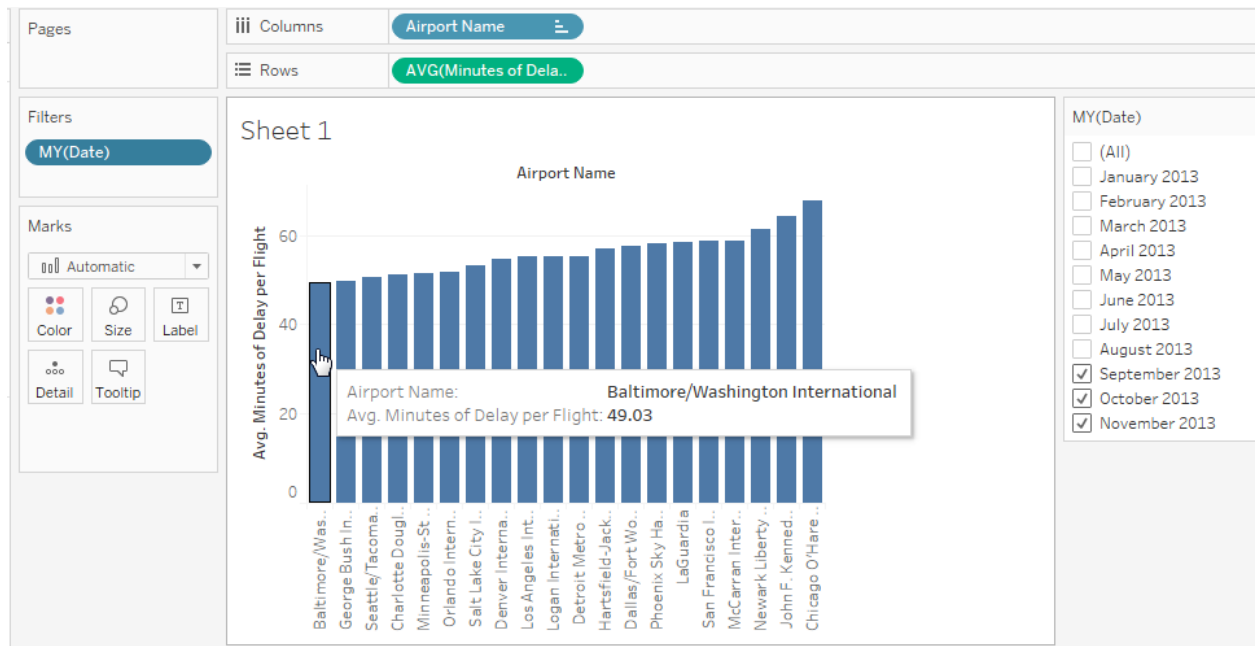 Pages
Columns
Airport Name
Rows
AVG(Minutes of Dela..
Filters
MY(Date)
Marks
Automatic
Color
Size
Label
Detail
Tooltip
Sheet 1
Airport Name
Avg. Minutes of Delay per Flight
60
40
20
0
Airport Name: Baltimore/Washington International
Avg. Minutes of Delay per Flight: 49.03
Baltimore/Was..
George Bush In..
Seattle/Tacoma..
Charlotte Dougl..
Minneapolis-St ..
Orlando Intern..
Salt Lake City I..
Denver Interna..
Los Angeles Int..
Logan Internati..
Detroit Metro ..
Hartsfield-Jack..
Dallas/Fort Wo..
Phoenix Sky Ha..
LaGuardia
San Francisco I..
McCarran Inter..
Newark Liberty ..
John F. Kenned..
Chicago O'Hare ..
MY(Date)
(All)
January 2013
February 2013
March 2013
April 2013
May 2013
June 2013
July 2013
August 2013
September 2013
October 2013
November 2013